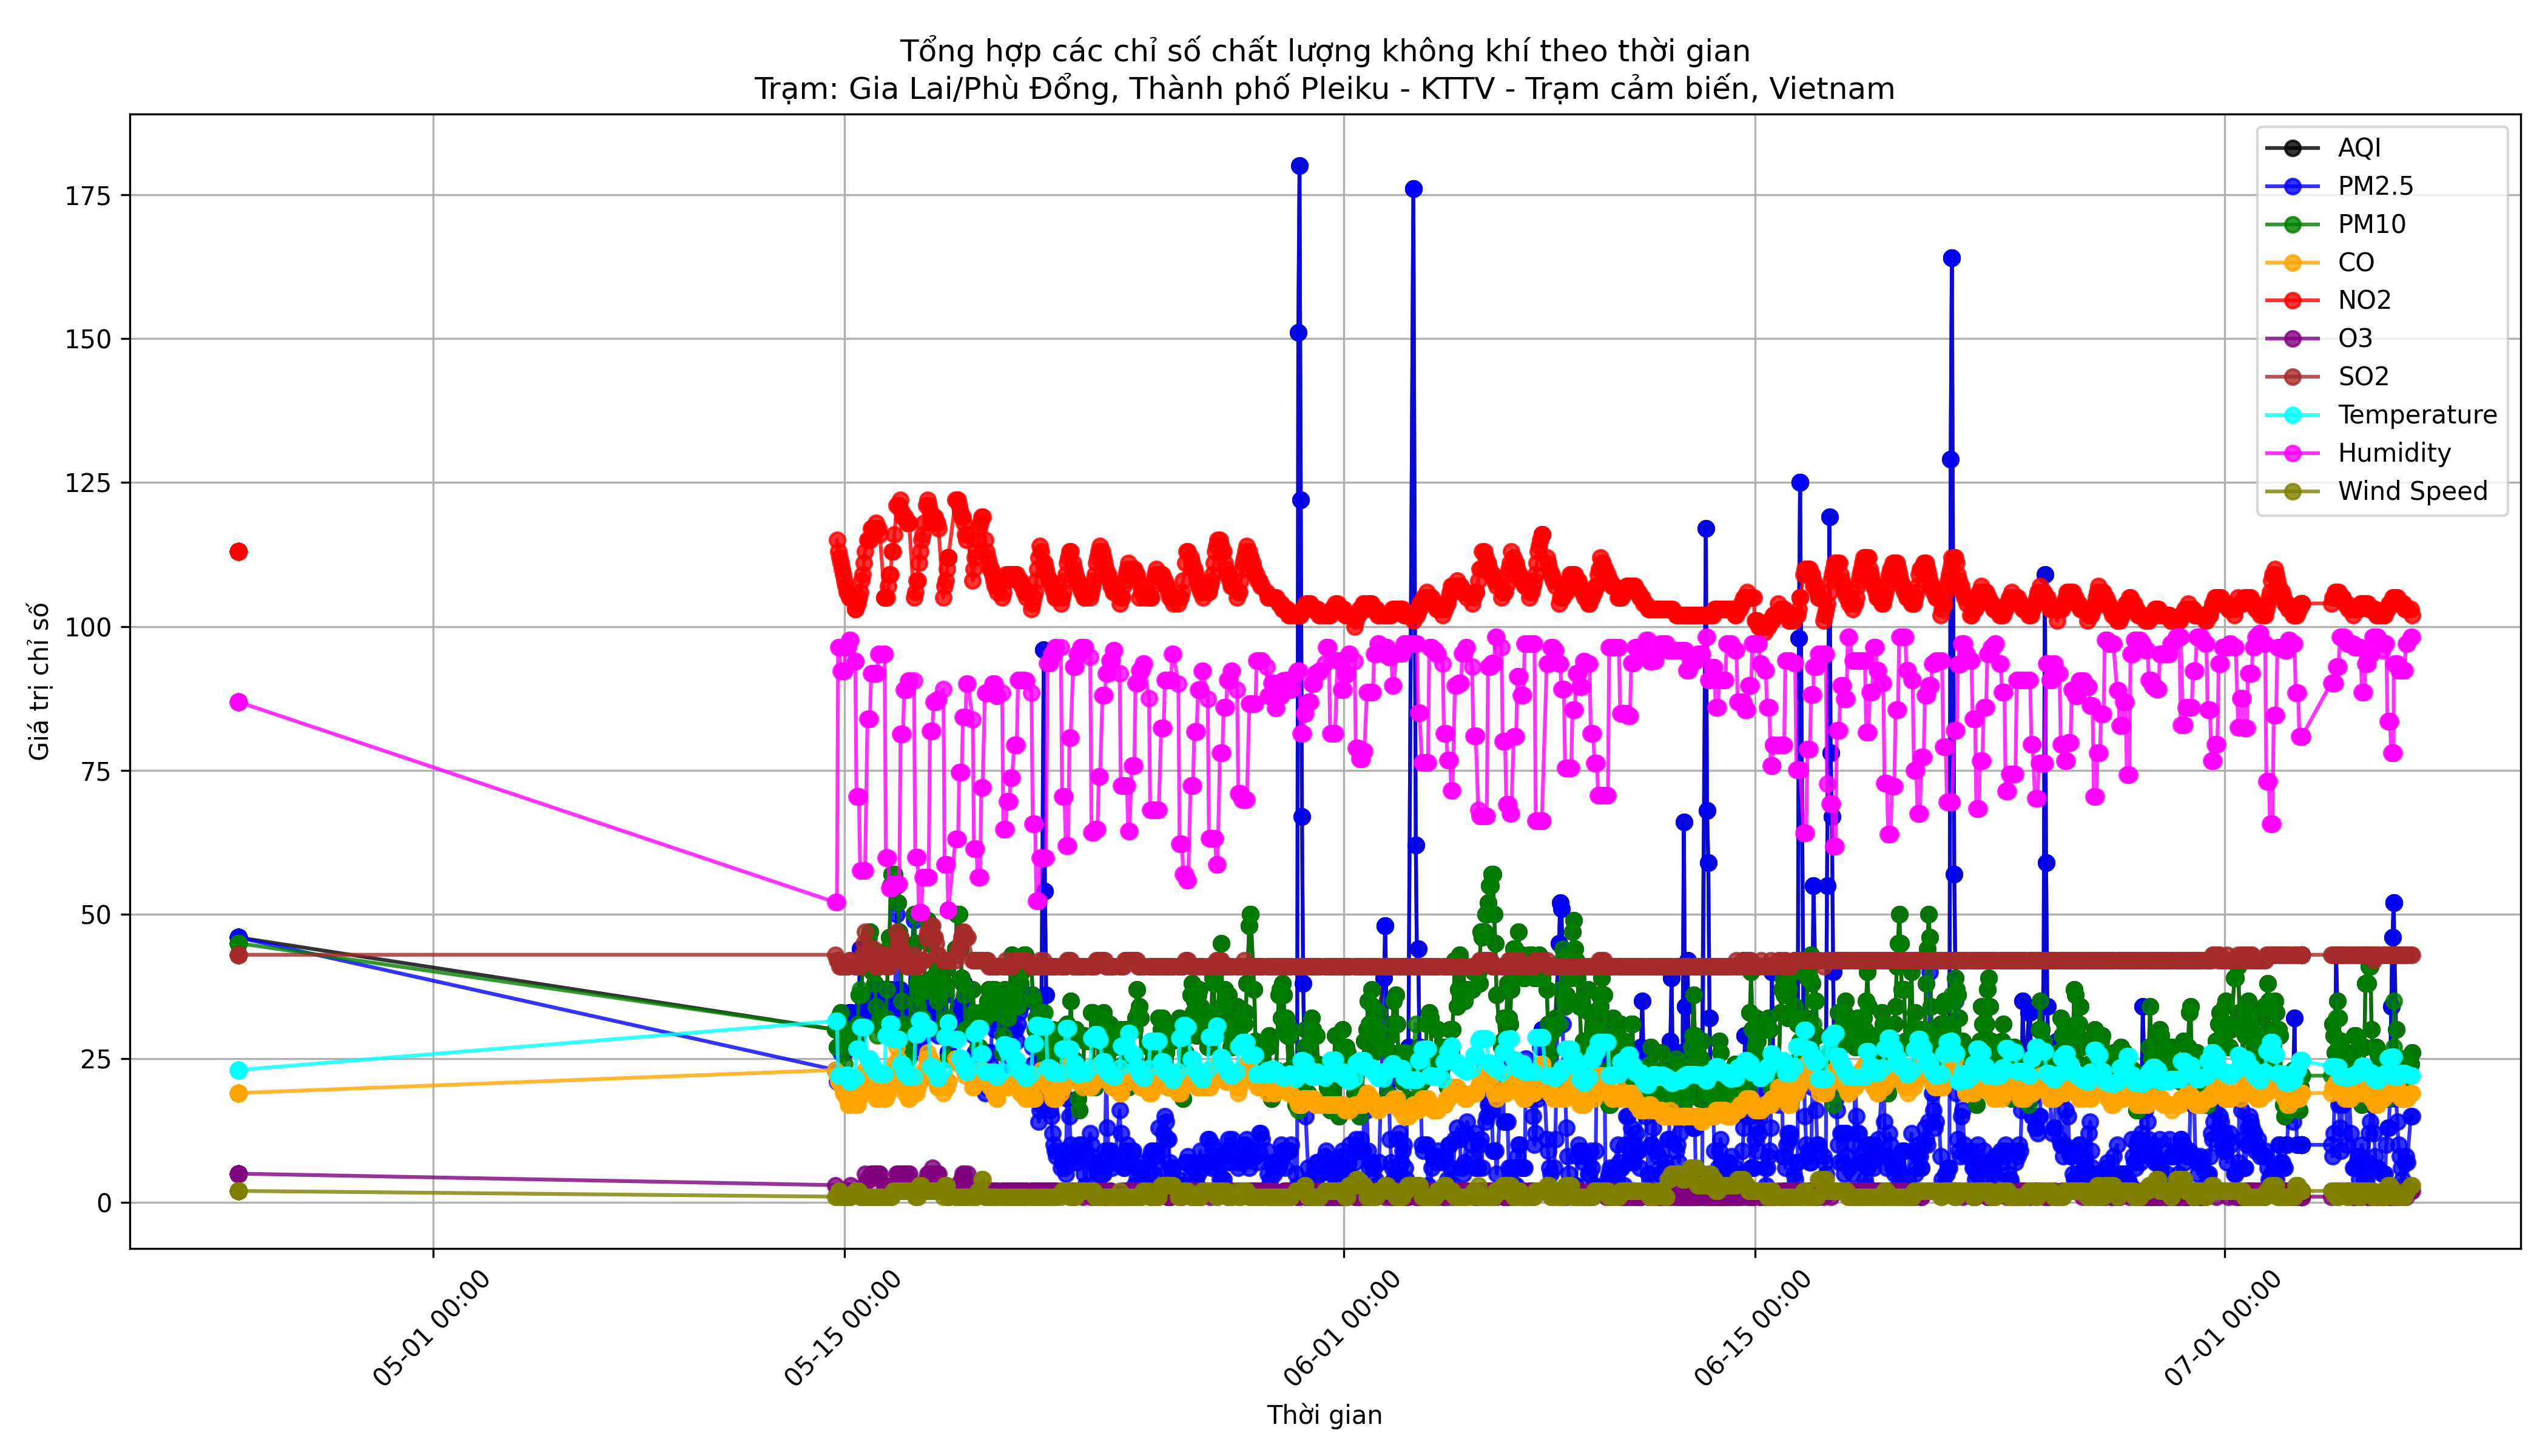 Tổng hợp các chỉ số chất lượng không khí theo thời gian
Trạm: Gia Lai/Phù Đổng, Thành phố Pleiku - KTTV - Trạm cảm biến, Vietnam
Giá trị chỉ số
175
150
125
100
75
50
25
0
AQI
PM2.5
PM10
CO
NO2
O3
SO2
Temperature
Humidity
Wind Speed
05-01 00:00
05-15 00:00
06-01 00:00
06-15 00:00
07-01 00:00
Thời gian